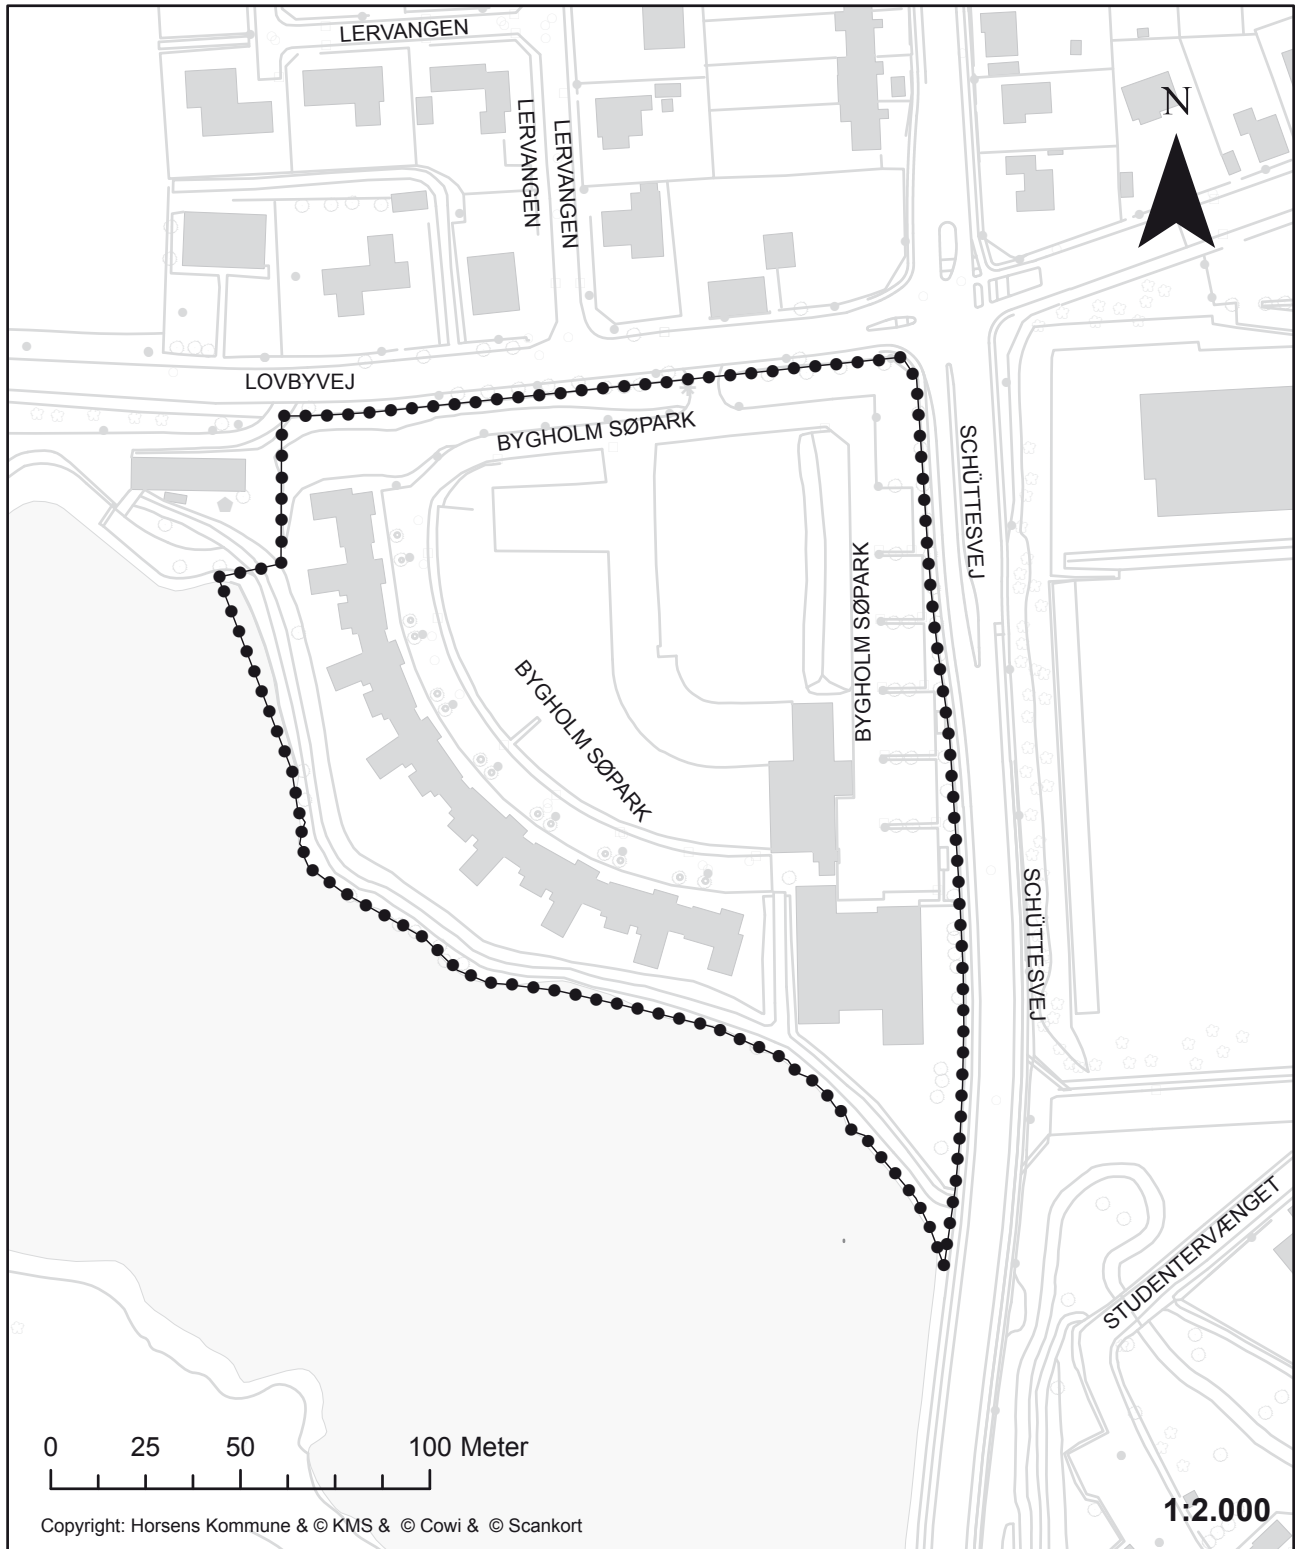 LERVANGEN
LERVANGEN
LERVANGEN
N
LOVBYVEJ
BYGHOLM SØPARK
SCHÜTTESVEJ
BYGHOLM SØPARK
BYGHOLM SØPARK
SCHÜTTESVEJ
STUDENTERVÆNGET
0 25 50 100 Meter
1:2.000
Copyright: Horsens Kommune & © KMS & © Cowi & © Scankort